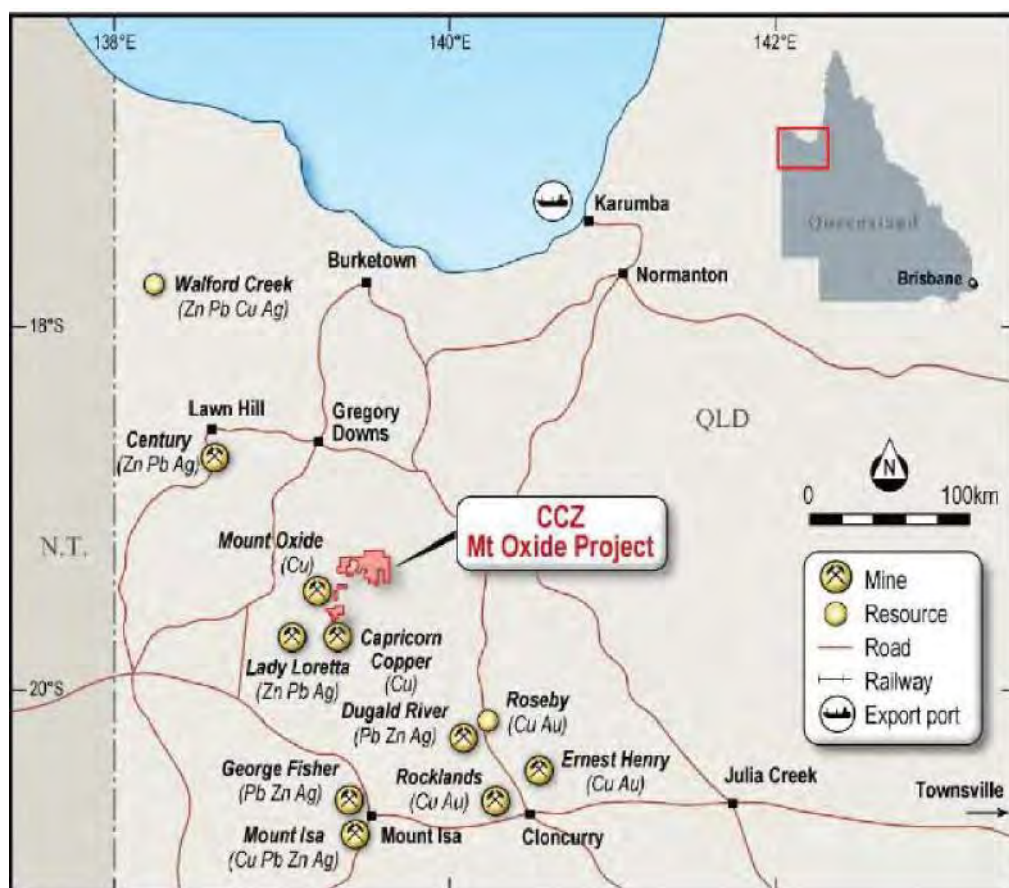 138°E
140°E
142°E
Karumba
Queensland
Burketown
Normanton
Brisbane
Walford Creek
(Zn Pb Cu Ag)
18°S
Lawn Hill
Gregory
Downs
QLD
Century
(Zn Pb Ag)
N
0
100km
CCZ
Mt Oxide Project
N.T.
Mount Oxide
(Cu)
Mine
Resource
Road
Railway
Export port
Capricorn
Copper
(Cu)
Lady Loretta
(Zn Pb Ag)
20°S
Roseby
(Cu Au)
Dugald River
(Pb Zn Ag)
Ernest Henry
(Cu Au)
George Fisher
(Pb Zn Ag)
Rocklands
(Cu Au)
Julia Creek
Townsville
Mount Isa
(Cu Pb Zn Ag)
Mount Isa
Cloncurry